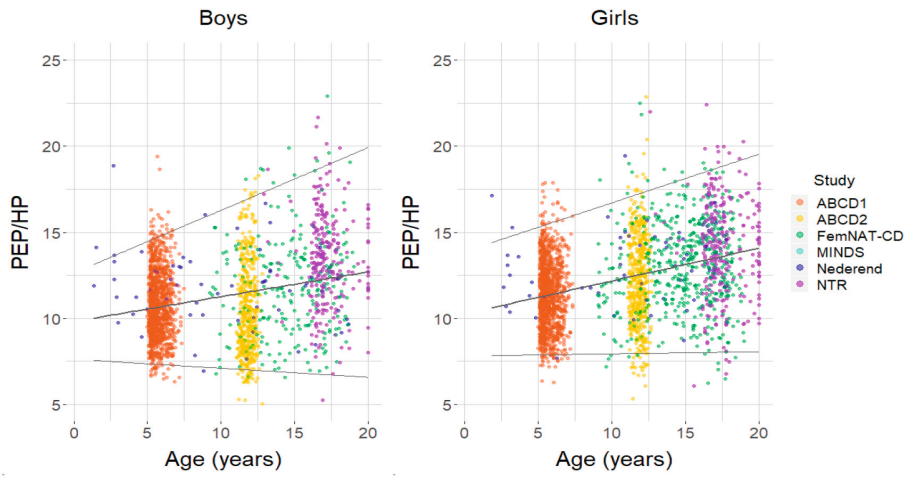 Boys
Girls
PEP/HP
25
20
15
10
5
0 5 10 15 20
Age (years)
PEP/HP
25
20
15
10
5
0 5 10 15 20
Age (years)
Study
ABCD1
ABCD2
FemNAT-CD
MINDS
Nederend
NTR